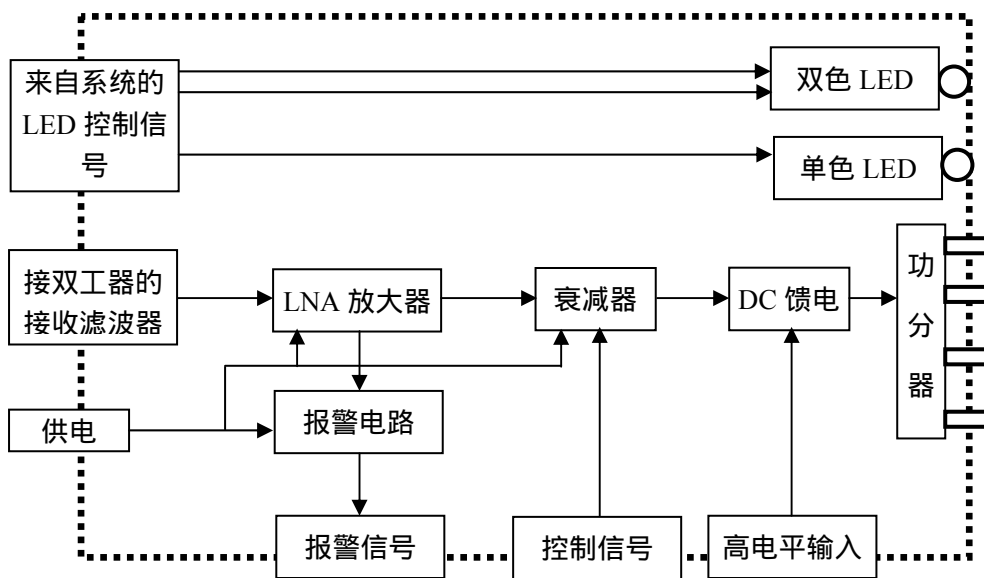 来自系统的
LED 控制信
号
双色 LED
单色 LED
接双工器的
接收滤波器
LNA 放大器
衰减器
DC 馈电
功
分
器
供电
报警电路
报警信号
控制信号
高电平输入